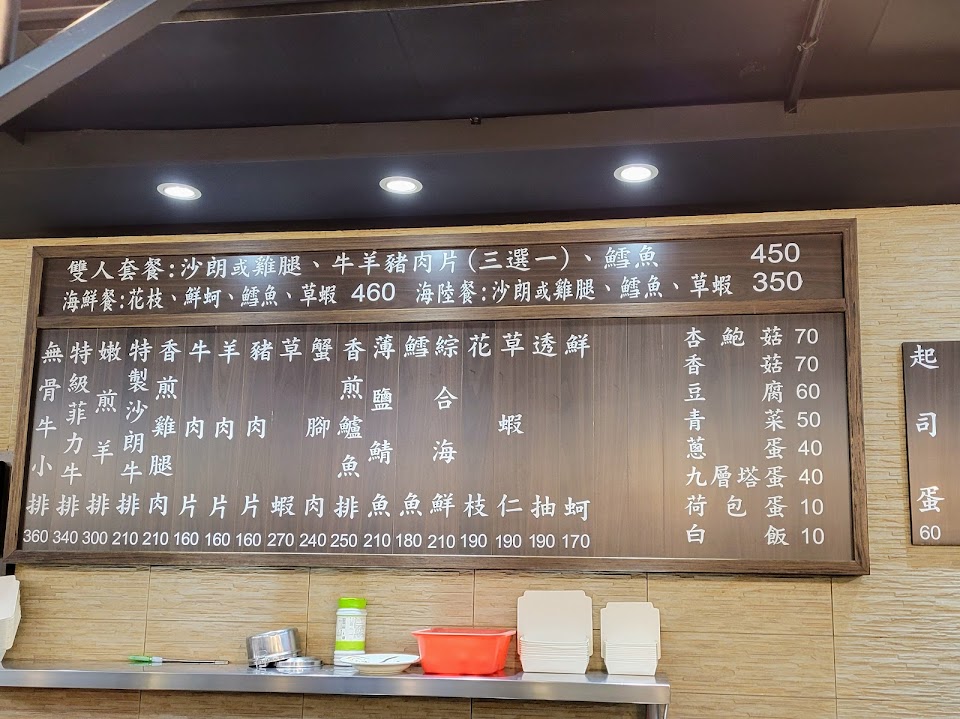 雙人套餐:沙朗或雞腿、牛羊豬肉片(三選一)、鱈魚 450
海鮮餐:花枝、鮮蚵、鱈魚、草蝦 460 海陸餐:沙朗或雞腿、鱈魚、草蝦 350
無骨牛小排 360
特級菲力牛排 340
嫩煎羊排 300
特製沙朗牛排 210
香煎雞腿肉 210
牛肉片 160
羊肉片 160
豬肉片 160
草蝦 270
蟹腳肉 240
香煎鱸魚排 250
薄鹽鯖魚 210
鱈魚 180
綜合海鮮 210
花枝 190
草蝦仁 190
透抽 190
鮮蚵 170
杏鮑菇 70
香菇 70
豆腐 60
青菜 50
蔥蛋 40
九層塔蛋 40
荷包蛋 10
白飯 10
起司蛋 60